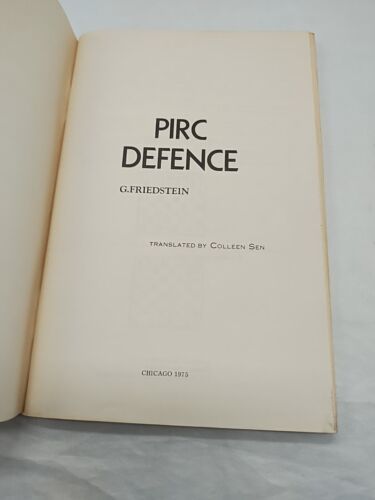 PIRC
DEFENCE
G.FRIEDSTEIN
TRANSLATED BY COLLEEN SEN
CHICAGO 1975